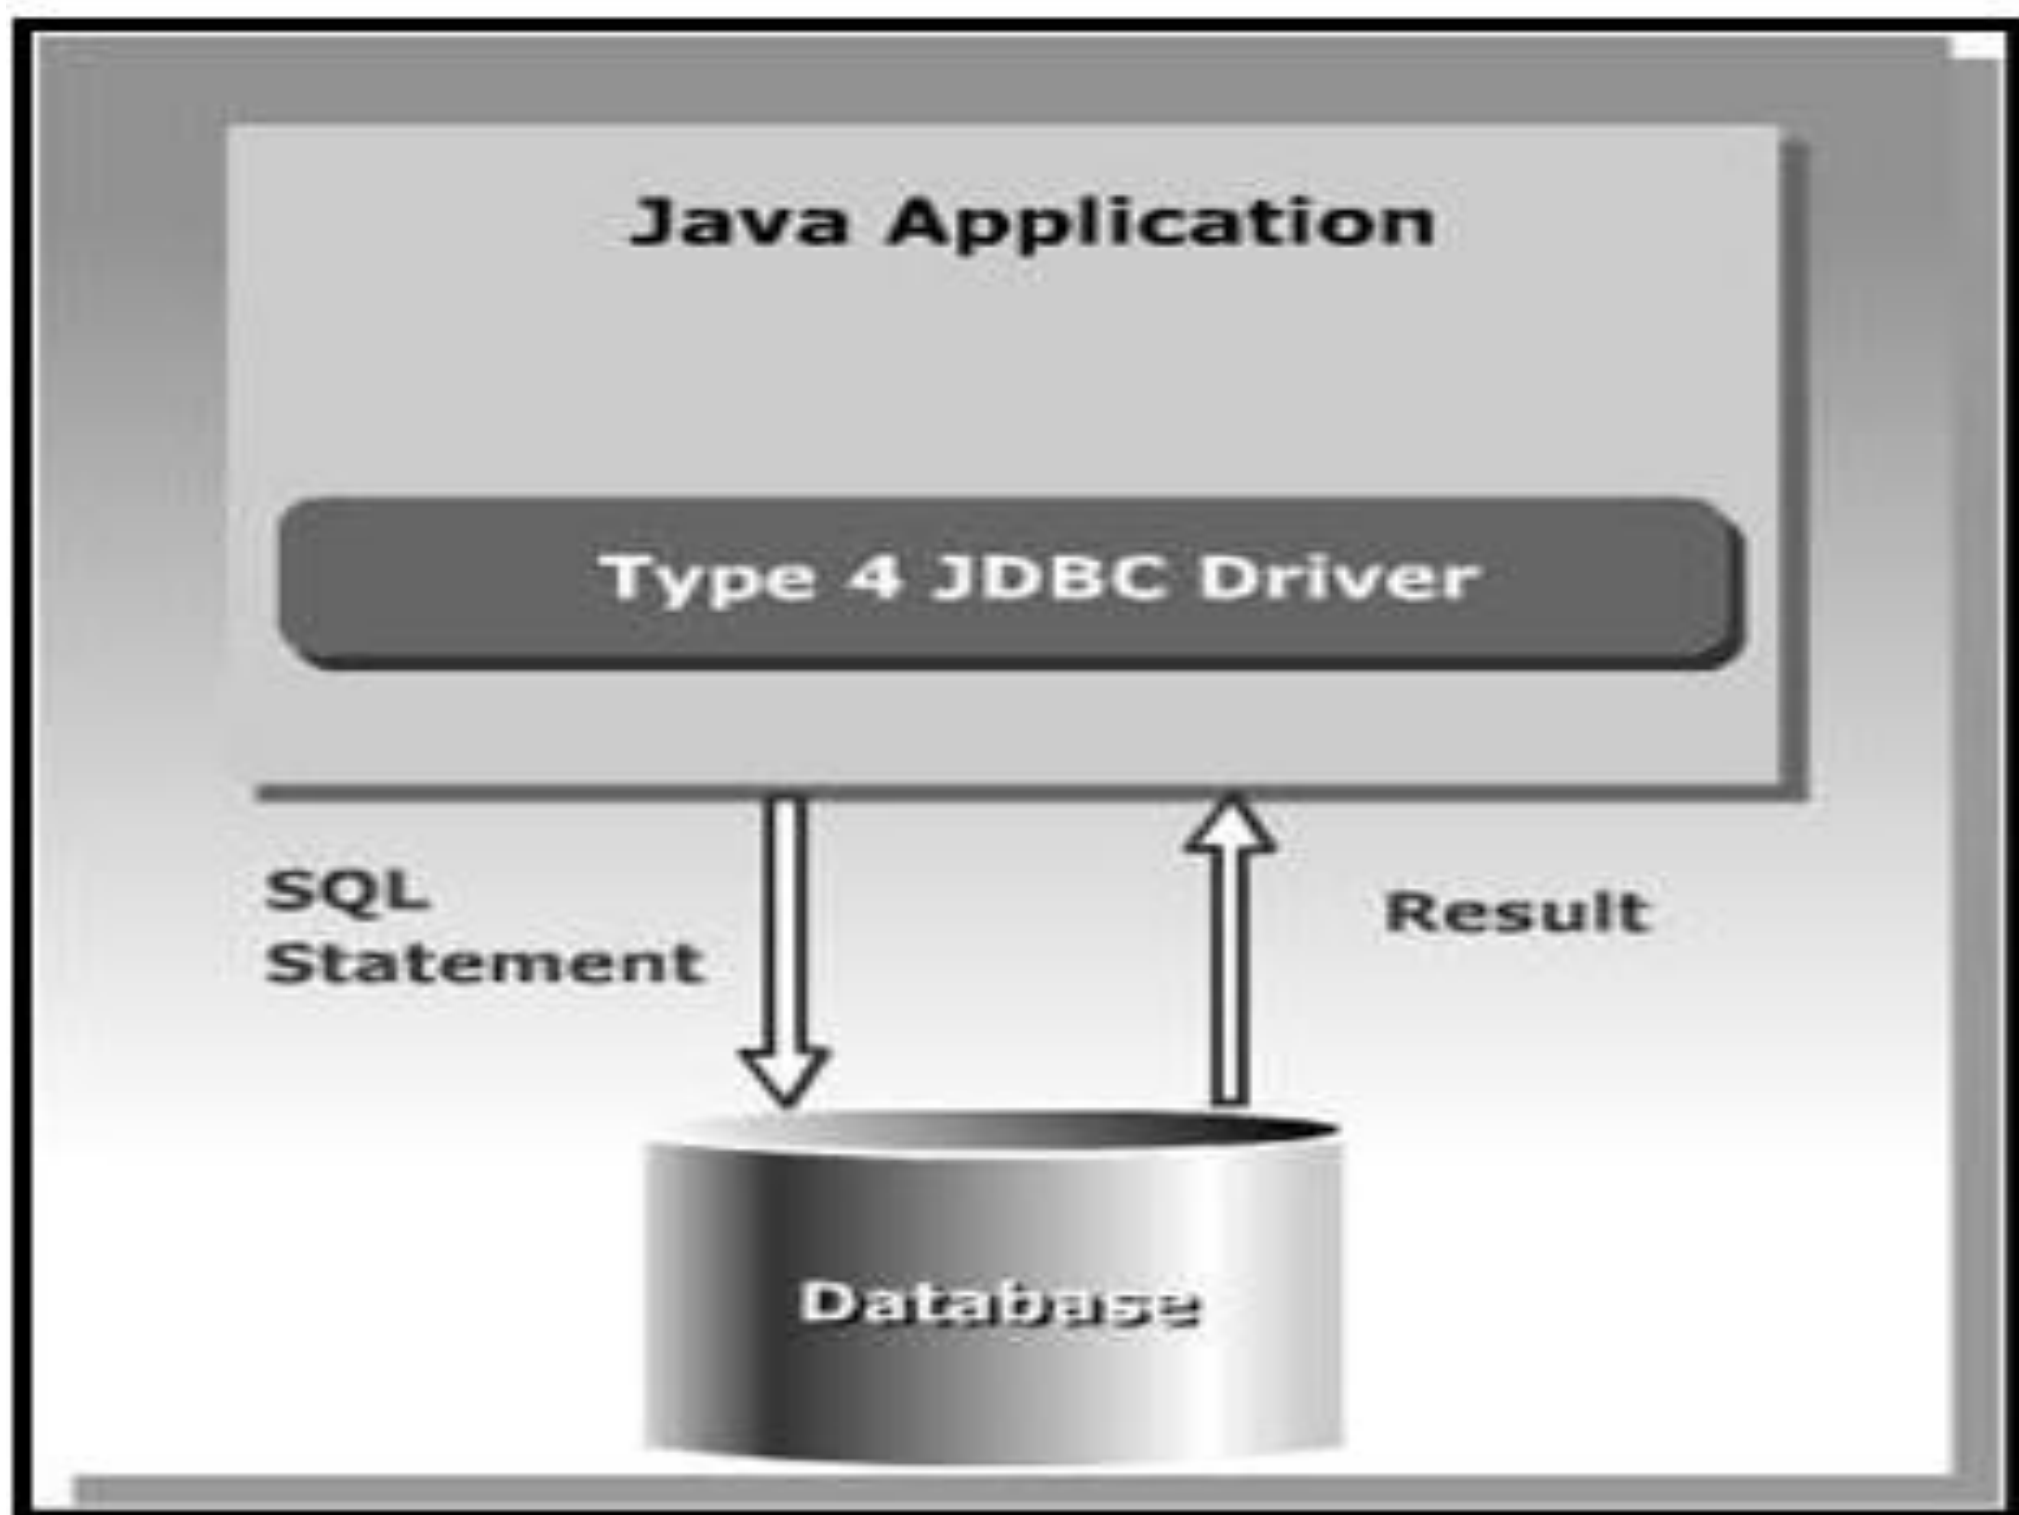 Java Application
Type 4 JDBC Driver
SQL
Statement
Result
Database